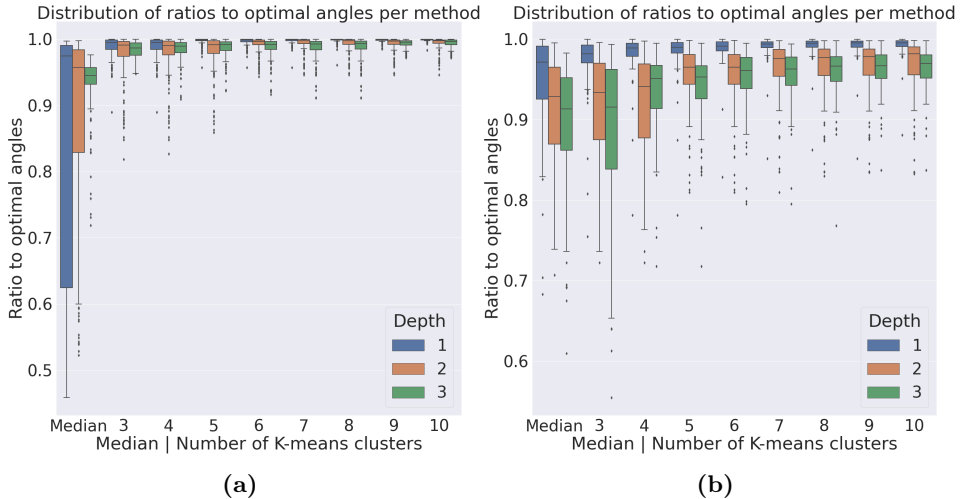 Distribution of ratios to optimal angles per method
Ratio to optimal angles
1.0
0.9
0.8
0.7
0.6
0.5
Depth
1
2
3
Median 3 4 5 6 7 8 9 10
Median | Number of K-means clusters
(a)
Distribution of ratios to optimal angles per method
Ratio to optimal angles
1.0
0.9
0.8
0.7
0.6
Depth
1
2
3
Median 3 4 5 6 7 8 9 10
Median | Number of K-means clusters
(b)